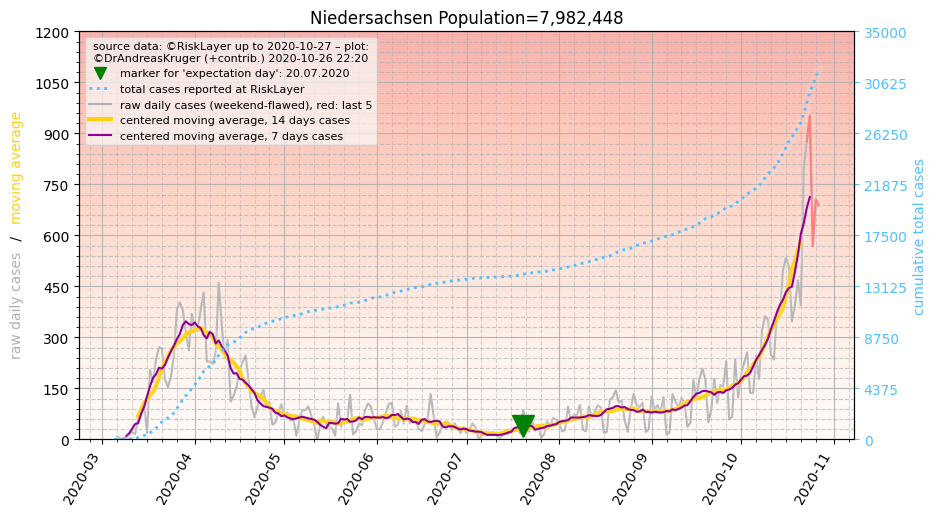 Niedersachsen Population=7,982,448
source data: ©RiskLayer up to 2020-10-27 – plot:
©DrAndreasKruger (+contrib.) 2020-10-26 22:20
marker for 'expectation day': 20.07.2020
total cases reported at RiskLayer
raw daily cases (weekend-flawed), red: last 5
centered moving average, 14 days cases
centered moving average, 7 days cases
raw daily cases / moving average
1200
1050
900
750
600
450
300
150
0
35000
30625
26250
21875
17500
13125
8750
4375
0
cumulative total cases
2020-03
2020-04
2020-05
2020-06
2020-07
2020-08
2020-09
2020-10
2020-11